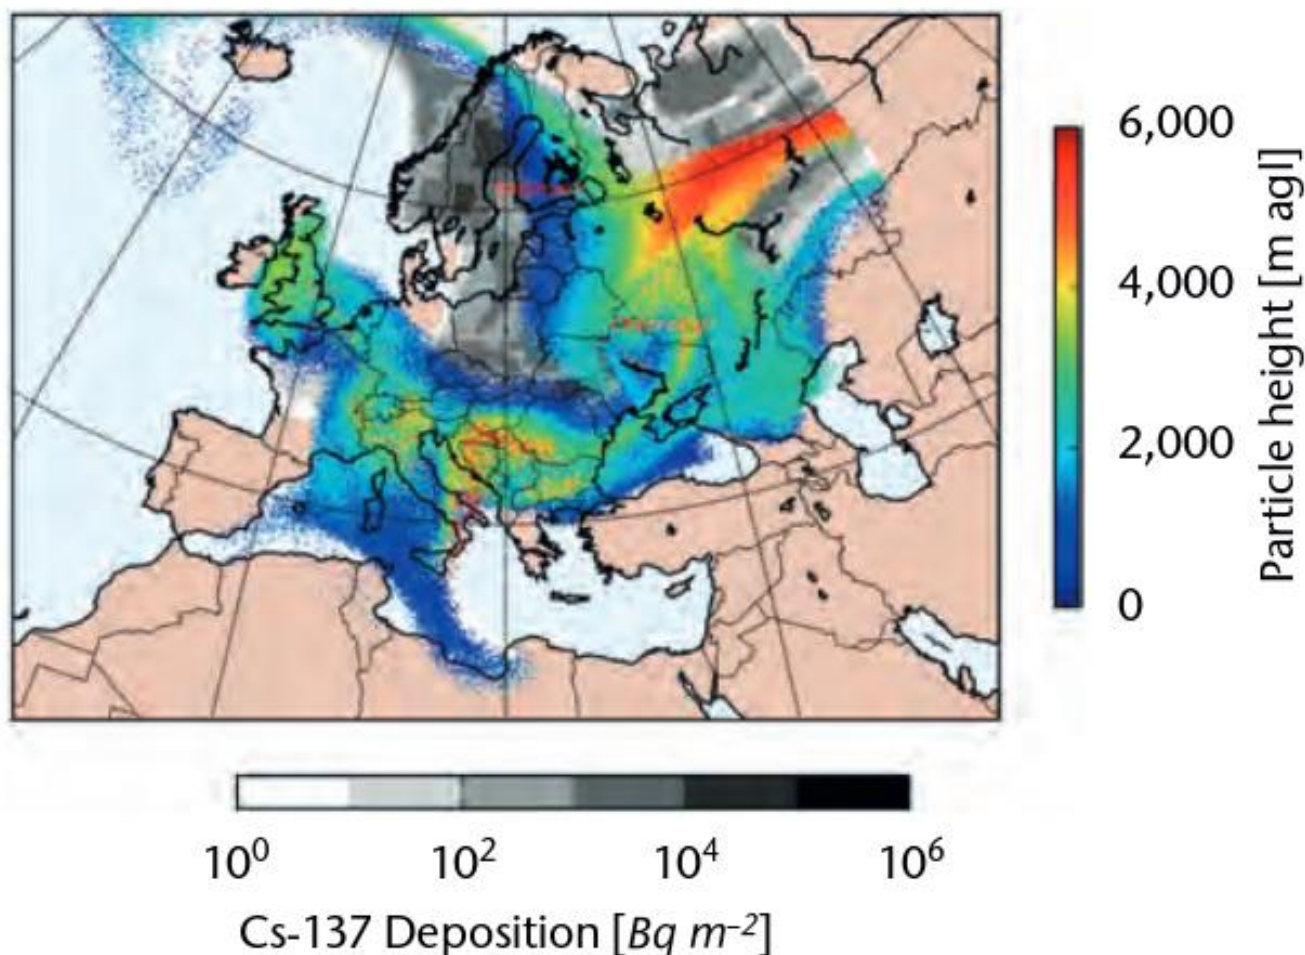 6,000
4,000
2,000
0
Particle height [m agl]
10⁰ 10² 10⁴ 10⁶
Cs-137 Deposition [Bq m⁻²]